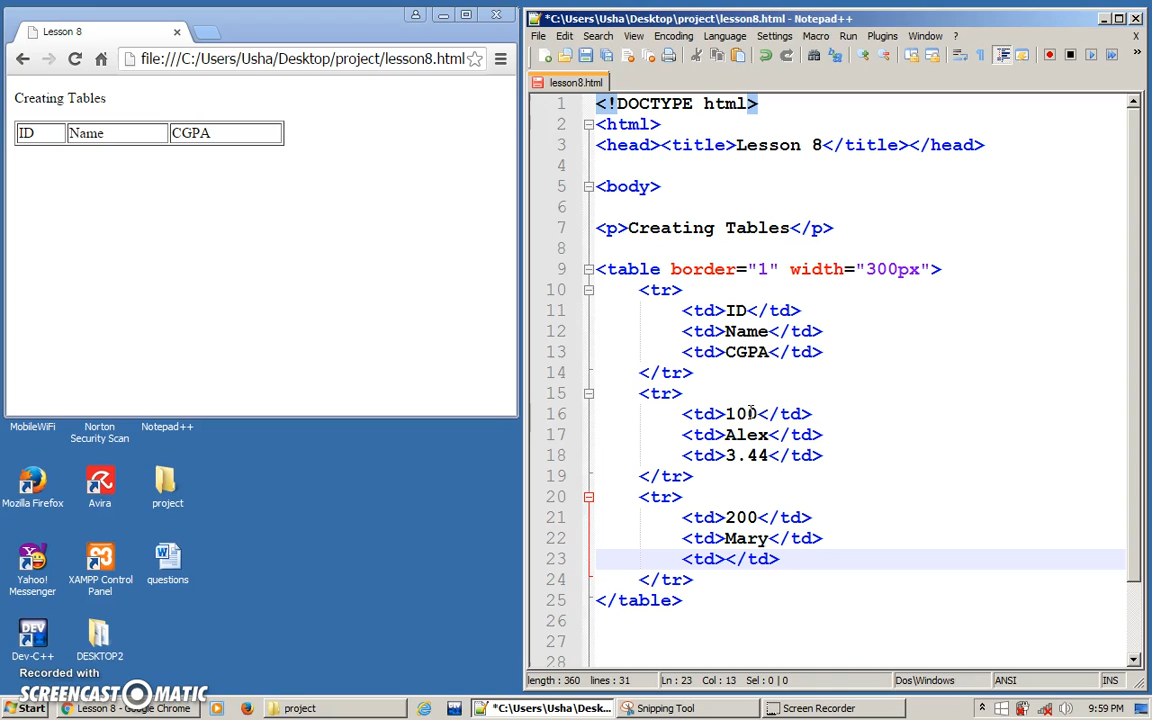 Lesson 8
file:///C:/Users/Usha/Desktop/project/lesson8.html
Creating Tables
ID Name CGPA
MobileWiFi
Norton Security Scan
Notepad++
Mozilla Firefox
Avira
project
Yahoo! Messenger
XAMPP Control Panel
questions
Dev-C++
DESKTOP2
Recorded with
SCREENCAST-O-MATIC
*C:\Users\Usha\Desktop\project\lesson8.html - Notepad++
File Edit Search View Encoding Language Settings Macro Run Plugins Window ? X
lesson8.html
1 <!DOCTYPE html>
2 <html>
3 <head><title>Lesson 8</title></head>
4
5 <body>
6
7 <p>Creating Tables</p>
8
9 <table border="1" width="300px">
10 <tr>
11 <td>ID</td>
12 <td>Name</td>
13 <td>CGPA</td>
14 </tr>
15 <tr>
16 <td>100</td>
17 <td>Alex</td>
18 <td>3.44</td>
19 </tr>
20 <tr>
21 <td>200</td>
22 <td>Mary</td>
23 <td></td>
24 </tr>
25 </table>
26
27
28
length : 360 lines : 31 Ln : 23 Col : 13 Sel : 0 | 0 Dos\Windows ANSI INS
Start Lesson 8 - Google Chrome project *C:\Users\Usha\Desk... Snipping Tool Screen Recorder 9:59 PM